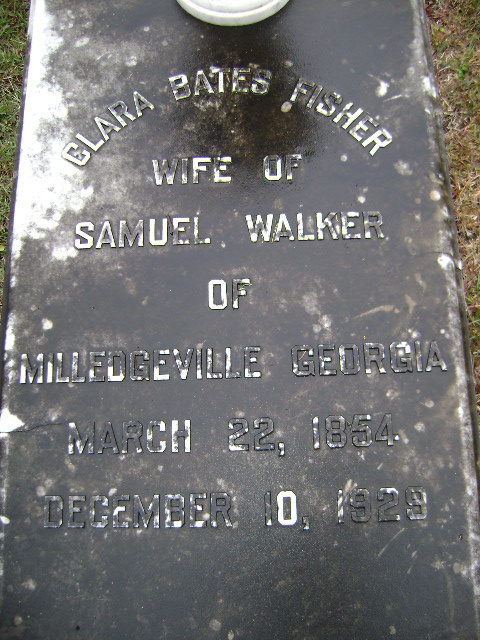 CLARA BATES FISHER
WIFE OF
SAMUEL WALKER
OF
MILLEDGEVILLE GEORGIA
MARCH 22, 1854
DECEMBER 10, 1929